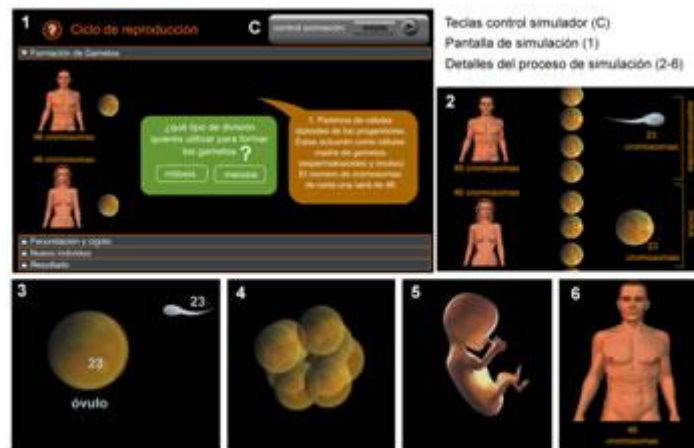 1
Ciclo de reproducción
C
control animación
Formación de Gametos
46 cromosomas
46 cromosomas
¿qué tipo de división
quieres utilizar para formar
los gametos ?
mitosis
meiosis
1. Partimos de células
diploides de los progenitores.
Estas actuarán como células
madre de gametos
(espermatozoides y óvulos).
El número de cromosomas
de cada una será de 46.
Fecundación y cigoto
Nuevo individuo
Resultado
Teclas control simulador (C)
Pantalla de simulación (1)
Detalles del proceso de simulación (2-6)
2
46 cromosomas
46 cromosomas
23
cromosomas
23
cromosomas
3
23
23
óvulo
4
5
6
46
cromosomas